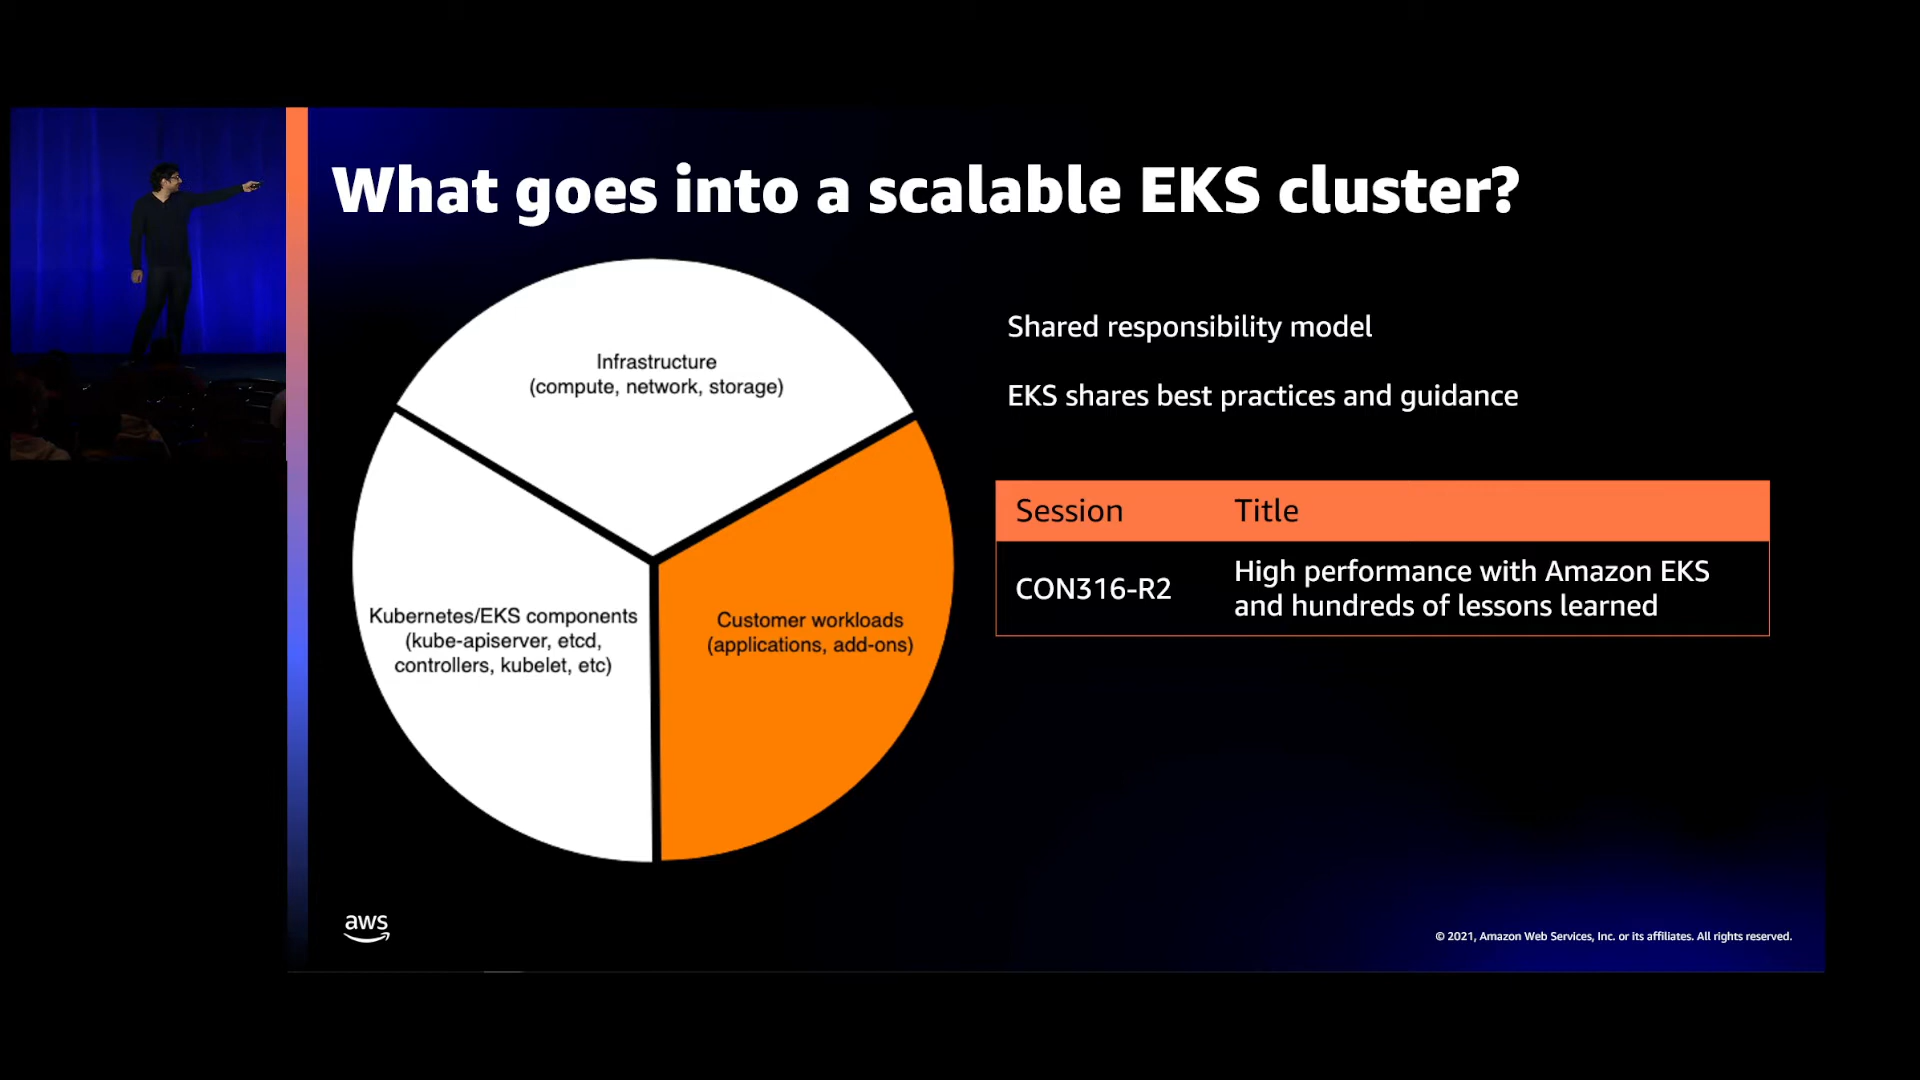 What goes into a scalable EKS cluster?
Infrastructure
(compute, network, storage)
Kubernetes/EKS components
(kube-apiserver, etcd,
controllers, kubelet, etc)
Customer workloads
(applications, add-ons)
Shared responsibility model
EKS shares best practices and guidance
Session Title
CON316-R2 High performance with Amazon EKS
and hundreds of lessons learned
aws
© 2021, Amazon Web Services, Inc. or its affiliates. All rights reserved.